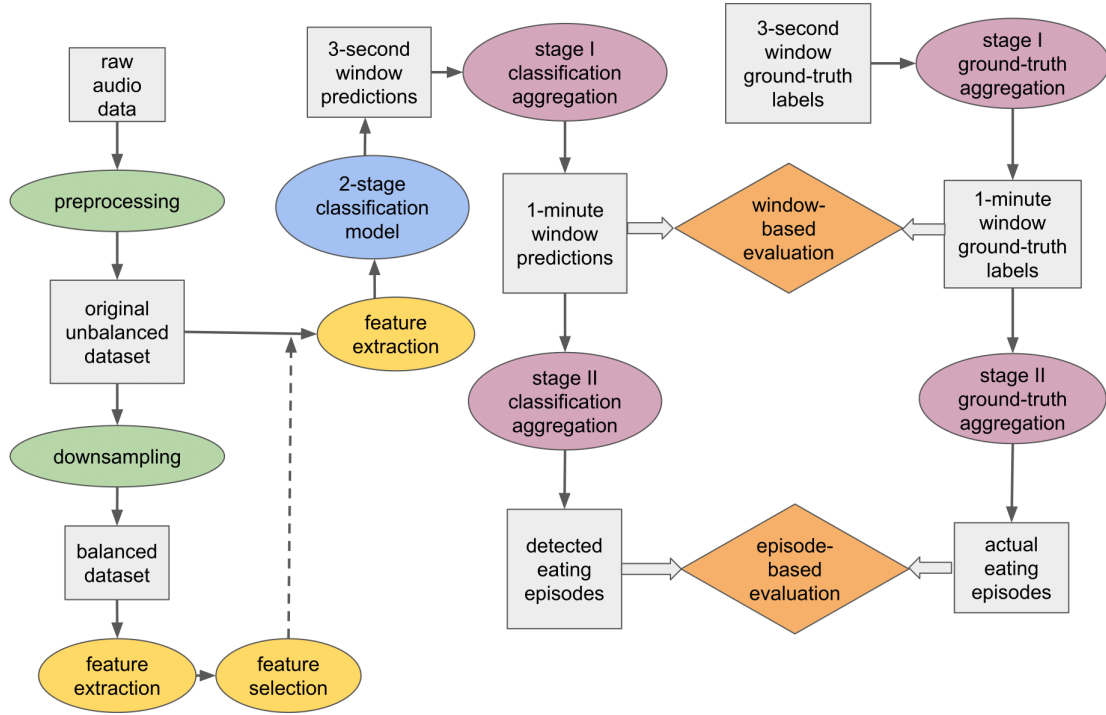 raw
audio
data
preprocessing
original
unbalanced
dataset
downsampling
balanced
dataset
feature
extraction
feature
selection
feature
extraction
2-stage
classification
model
3-second
window
predictions
stage I
classification
aggregation
1-minute
window
predictions
stage II
classification
aggregation
detected
eating
episodes
window-
based
evaluation
episode-
based
evaluation
3-second
window
ground-truth
labels
stage I
ground-truth
aggregation
1-minute
window
ground-truth
labels
stage II
ground-truth
aggregation
actual
eating
episodes